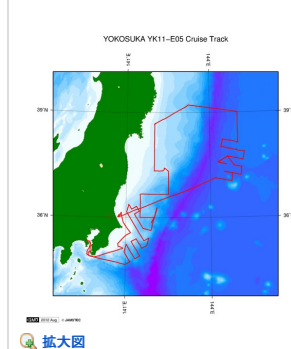 YOKOSUKA YK11-E05 Cruise Track
141˚E
144˚E
39˚N
39˚
36˚N
36˚
141˚E
144˚E
GMT 2012 Aug © JAMSTEC
拡大図